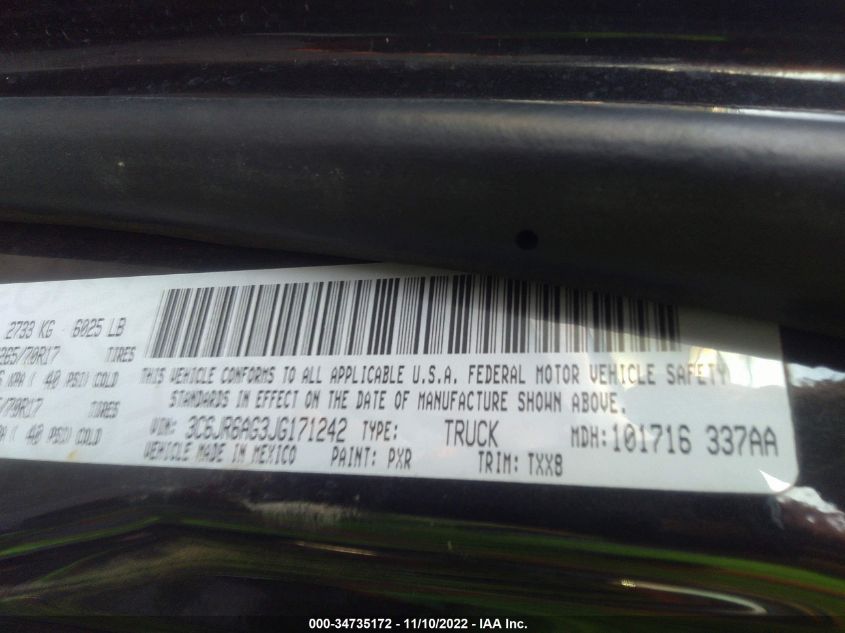 2733 KG 6025 LB
265/70R17 TIRES
KPA ( 40 PSI) COLD
/70R17 TIRES
( 40 PSI) COLD
THIS VEHICLE CONFORMS TO ALL APPLICABLE U.S.A. FEDERAL MOTOR VEHICLE SAFETY
STANDARDS IN EFFECT ON THE DATE OF MANUFACTURE SHOWN ABOVE.
VIN: 3C6JR6AG3JG171242 TYPE: TRUCK MDH: 101716 337AA
VEHICLE MADE IN MEXICO PAINT: PXR TRIM: TXX8
000-34735172 - 11/10/2022 - IAA Inc.